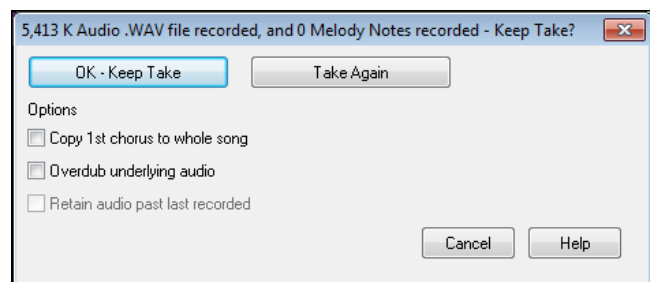 5,413 K Audio .WAV file recorded, and 0 Melody Notes recorded - Keep Take?
OK - Keep Take Take Again
Options
Copy 1st chorus to whole song
Overdub underlying audio
Retain audio past last recorded
Cancel Help